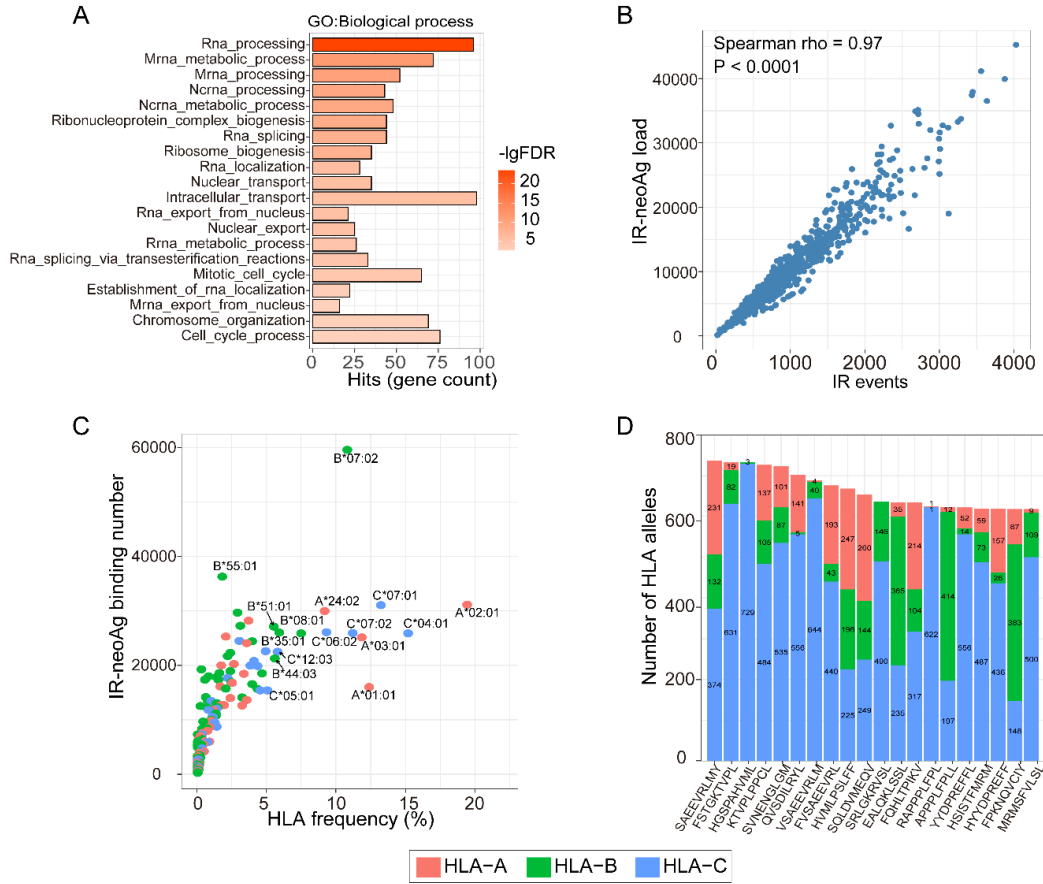 A
GO:Biological process
Rna_processing
Mrna_metabolic_process
Mrna_processing
Ncrna_processing
Ncrna_metabolic_process
Ribonucleoprotein_complex_biogenesis
Rna_splicing
Ribosome_biogenesis
Rna_localization
Nuclear_transport
Intracellular_transport
Rna_export_from_nucleus
Nuclear_export
Rrna_metabolic_process
Rna_splicing_via_transesterification_reactions
Mitotic_cell_cycle
Establishment_of_rna_localization
Mrna_export_from_nucleus
Chromosome_organization
Cell_cycle_process
0 25 50 75 100
Hits (gene count)
-lgFDR
20
15
10
5
B
Spearman rho = 0.97
P < 0.0001
IR-neoAg load
40000
30000
20000
10000
0
0 1000 2000 3000 4000
IR events
C
IR-neoAg binding number
60000
40000
20000
0
B*07:02
B*55:01
B*51:01
A*24:02
C*07:01
A*02:01
B*08:01
C*07:02
C*04:01
B*35:01
C*06:02
A*03:01
C*12:03
B*44:03
C*05:01
A*01:01
0 5 10 15 20
HLA frequency (%)
D
Number of HLA alleles
800
600
400
200
0
231 132 374
19 82 631
3 729
137 105 484
101 87 535
141 5 556
4 40 644
193 43 440
247 198 225
260 144 249
146 490
35 365 235
214 104 317
1 1 622
12 414 197
52 14 556
59 73 487
157 26 436
87 383 148
9 109 500
SAEEVRLMY
FSTGKTVPL
HGSPAHVML
KTVPLPPCL
SVNENGLGM
QVSDILRYL
VSAEEVRLM
FVSAEEVRL
HVMLPSLFF
SQLDVMEQV
SRLGKRVSL
EALQKLSSL
FQHLTPIKV
RAPPPLFPL
APPPLFPLL
YYDPREFFL
HSISTFMRM
HYYDPREFF
FPKNQVCIY
MRMSFVLSL
HLA−A HLA−B HLA−C